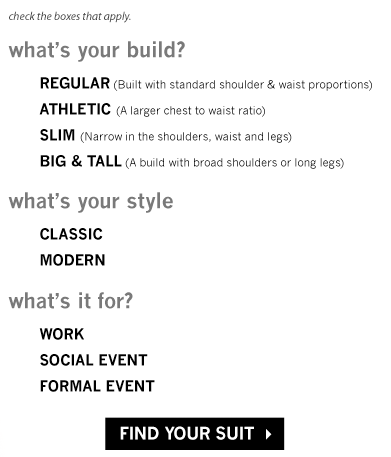 check the boxes that apply.
what's your build?
REGULAR (Built with standard shoulder & waist proportions)
ATHLETIC (A larger chest to waist ratio)
SLIM (Narrow in the shoulders, waist and legs)
BIG & TALL (A build with broad shoulders or long legs)
what's your style
CLASSIC
MODERN
what's it for?
WORK
SOCIAL EVENT
FORMAL EVENT
FIND YOUR SUIT